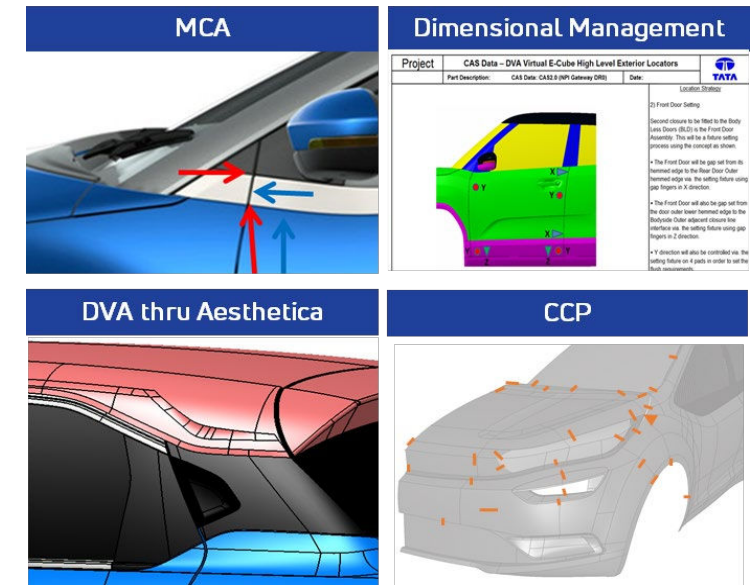 MCA
Dimensional Management
Project
CAS Data – DVA Virtual E-Cube High Level Exterior Locators
TATA
Part Description:
CAS Data: CAS2.0 (NPI Gateway DR0)
Date:
Location Strategy
2) Front Door Setting
Second closure to be fitted to the Body
Less Doors (BLD) is the Front Door
Assembly. This will be a fixture setting
process using the concept as shown.
• The Front Door will be gap set from its
hemmed edge to the Rear Door Outer
hemmed edge via. the setting fixture using
gap fingers in X direction.
• The Front Door will also be gap set from
the door outer lower hemmed edge to the
Bodyside Outer adjacent closure line
interface via. the setting fixture using gap
fingers in Z direction.
• Y direction will also be controlled via. the
setting fixture on 4 pads in order to set the
flush requirements.
X
Y
Y
X
Y
Y
Z
Z
DVA thru Aesthetica
CCP